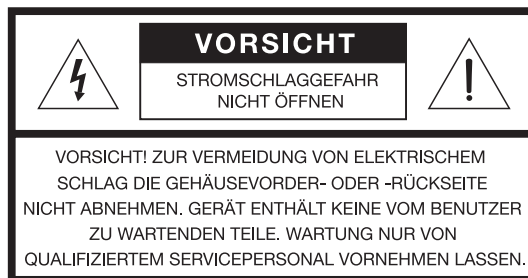 VORSICHT
STROMSCHLAGGEFAHR
NICHT ÖFFNEN
VORSICHT! ZUR VERMEIDUNG VON ELEKTRISCHEM
SCHLAG DIE GEHÄUSEVORDER- ODER -RÜCKSEITE
NICHT ABNEHMEN. GERÄT ENTHÄLT KEINE VOM BENUTZER
ZU WARTENDEN TEILE. WARTUNG NUR VON
QUALIFIZIERTEM SERVICEPERSONAL VORNEHMEN LASSEN.